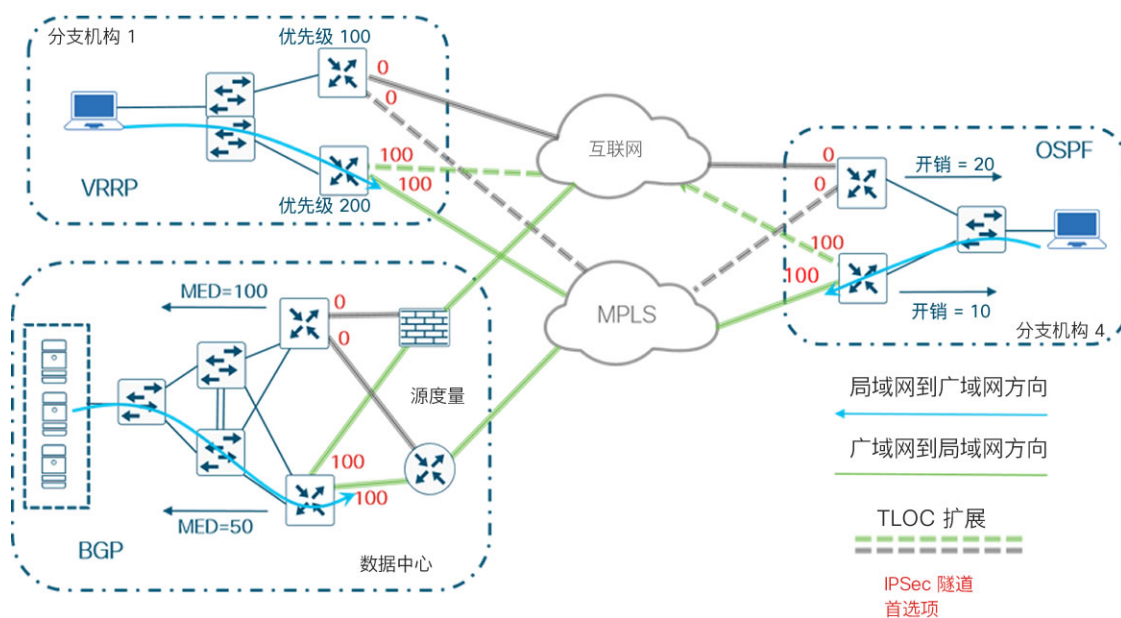 分支机构 1
优先级 100
0
0
VRRP
100
100
优先级 200
互联网
MPLS
OSPF
0
0
开销 = 20
100
100
开销 = 10
分支机构 4
MED=100
0
0
源度量
100
100
MED=50
BGP
数据中心
局域网到广域网方向
广域网到局域网方向
TLOC 扩展
IPSec 隧道
首选项